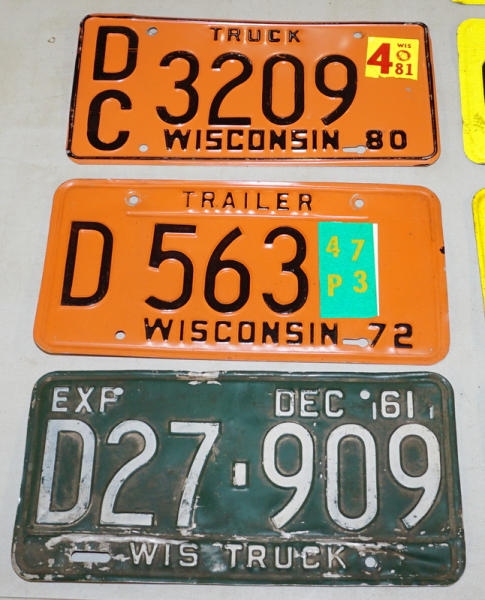 TRUCK
DC 3209
4 WIS 81
WISCONSIN 80
TRAILER
D 563
47
P3
WISCONSIN 72
EXP DEC 61
D27-909
WIS TRUCK